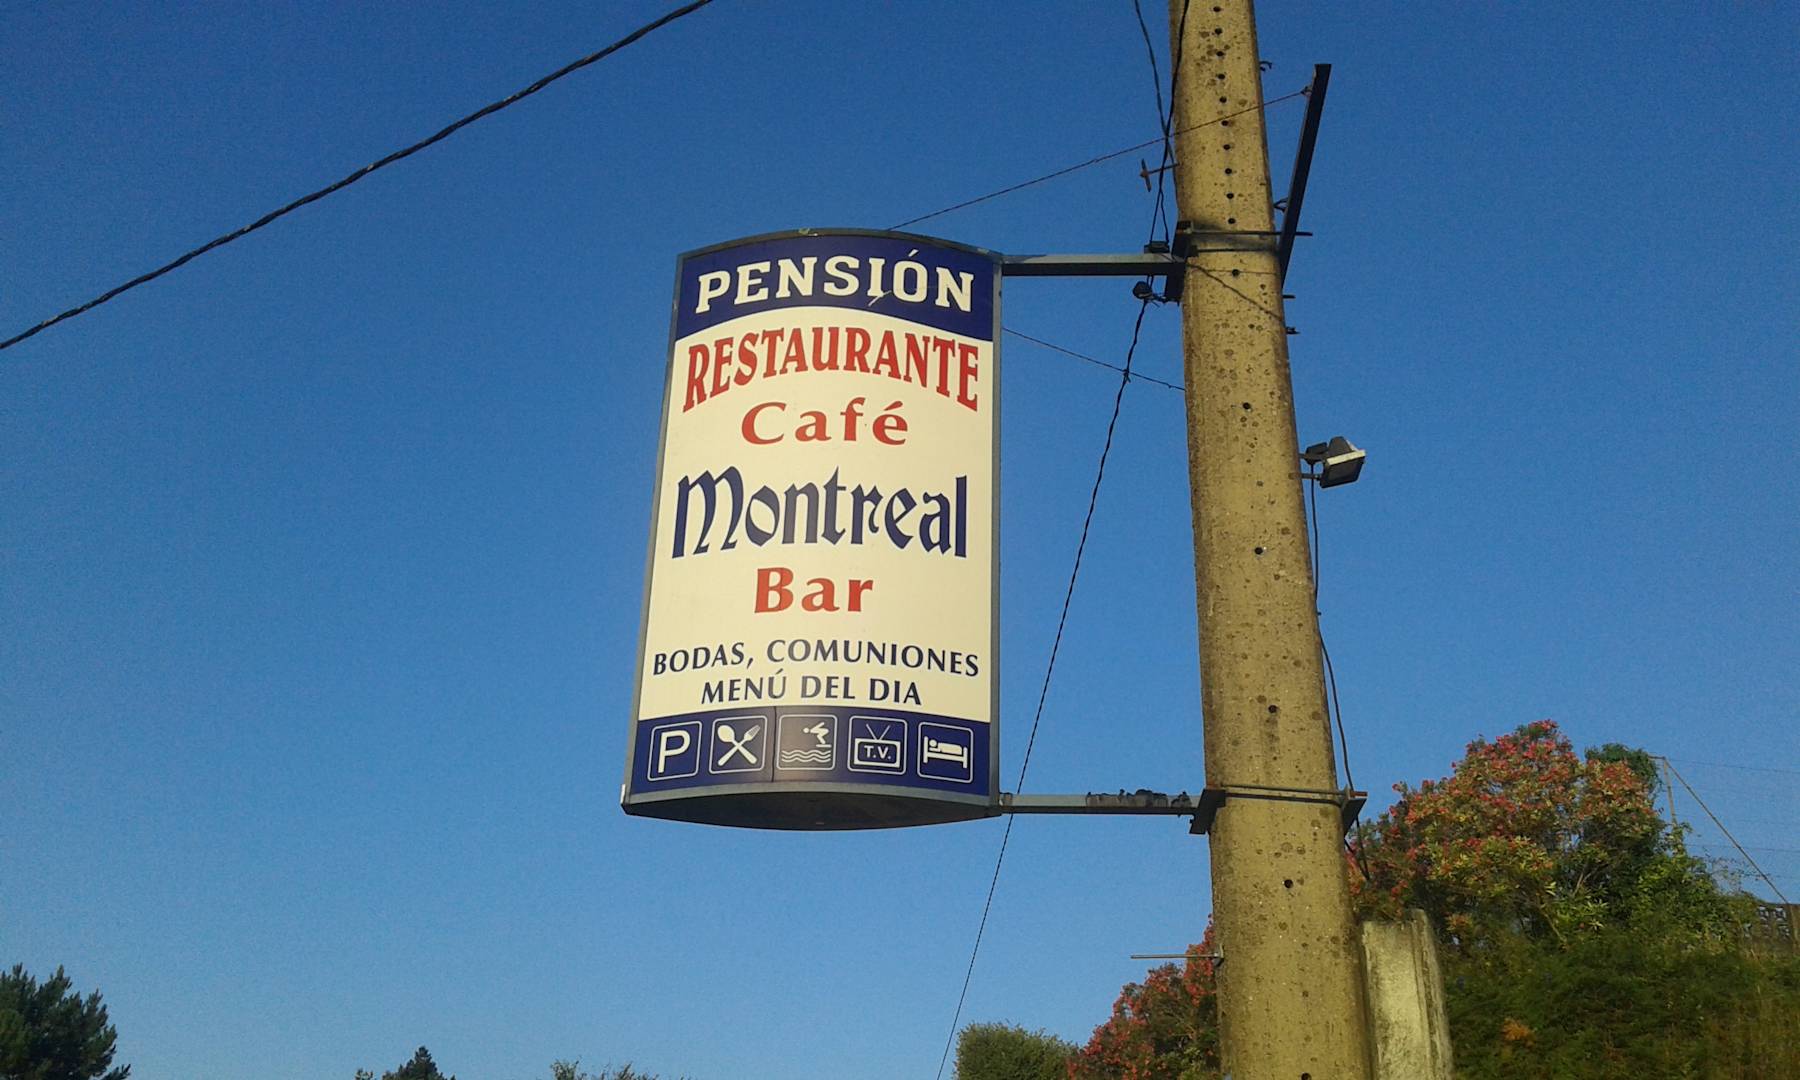 PENSIÓN
RESTAURANTE
Café
Montreal
Bar
BODAS, COMUNIONES
MENÚ DEL DIA
P
T.V.